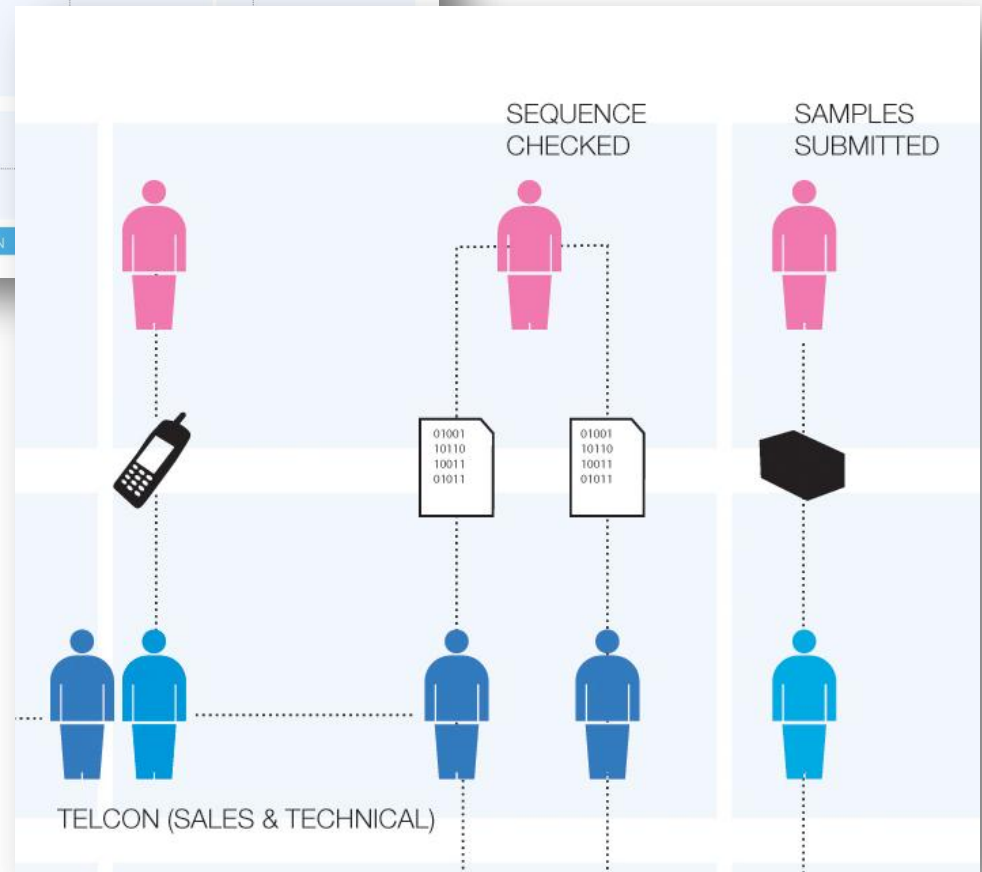 SEQUENCE
CHECKED
SAMPLES
SUBMITTED
01001
10110
10011
01011
01001
10110
10011
01011
TELCON (SALES & TECHNICAL)